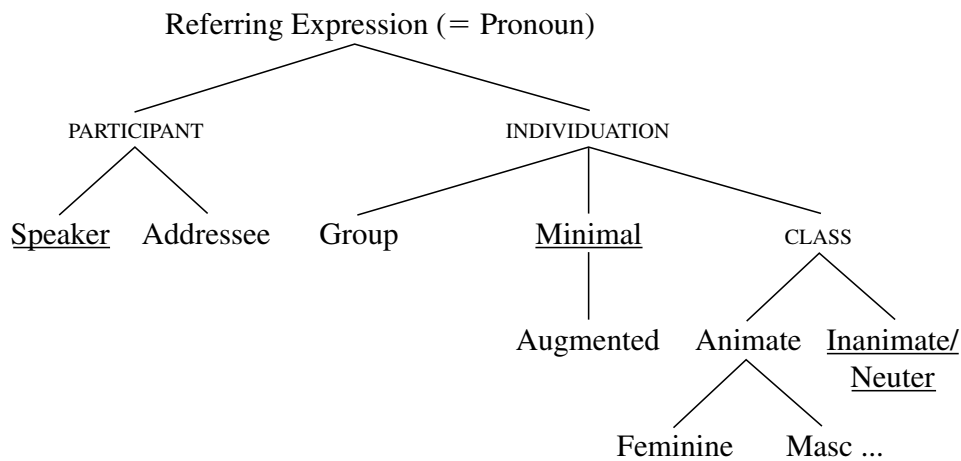 Referring Expression (= Pronoun)
PARTICIPANT INDIVIDUATION
Speaker Addressee Group Minimal CLASS
Augmented Animate Inanimate/
Neuter
Feminine Masc ...